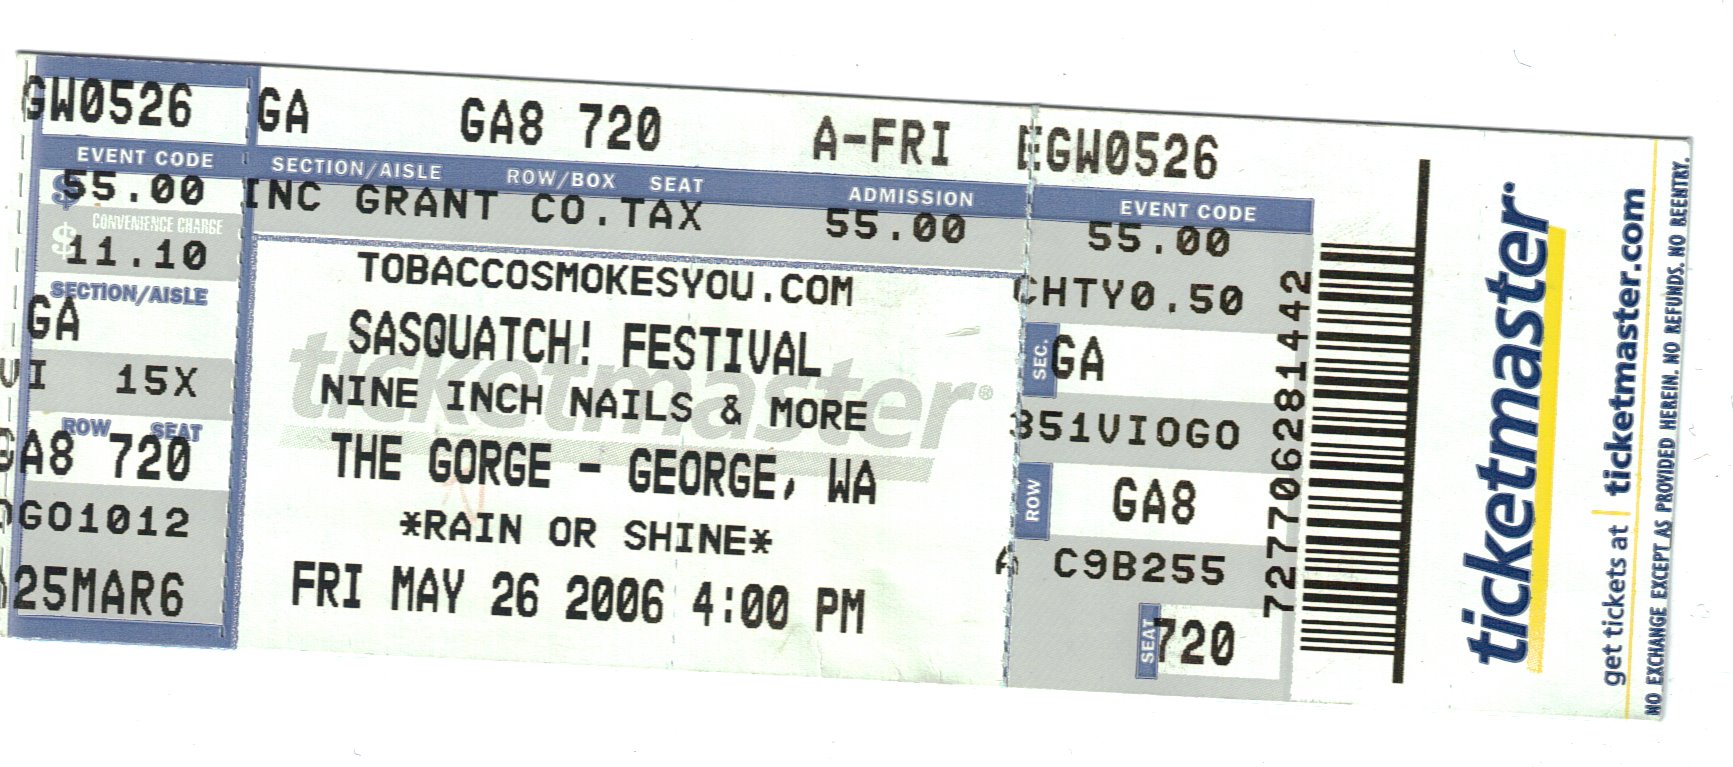 GW0526
EVENT CODE
$ 55.00
CONVENIENCE CHARGE
$ 11.10
SECTION/AISLE
GA
VI 15X
ROW SEAT
GA8 720
OGO1012
25MAR6
GA GA8 720 A-FRI
SECTION/AISLE ROW/BOX SEAT ADMISSION
INC GRANT CO.TAX 55.00
TOBACCOSMOKESYOU.COM
SASQUATCH! FESTIVAL
NINE INCH NAILS & MORE
THE GORGE - GEORGE, WA
*RAIN OR SHINE*
FRI MAY 26 2006 4:00 PM
ticketmaster®
EGW0526
EVENT CODE
55.00
CHTY0.50
SEC. GA
351VIOGO
ROW GA8
A C9B255
SEAT 720
727706281442
ticketmaster
get tickets at | ticketmaster.com
NO EXCHANGE EXCEPT AS PROVIDED HEREIN. NO REFUNDS. NO REENTRY.